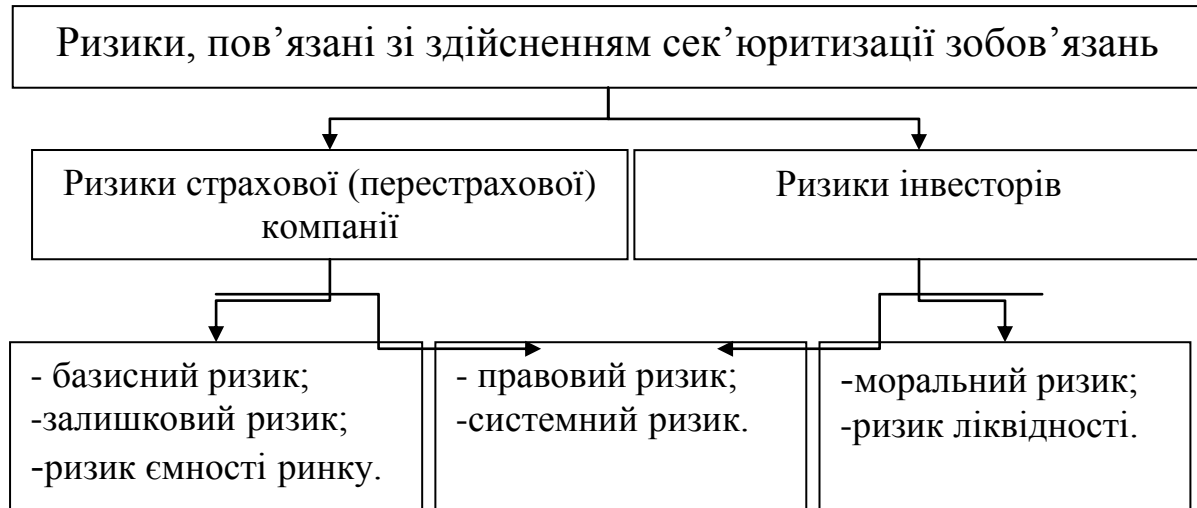 Ризики, пов’язані зі здійсненням сек’юритизації зобов’язань
Ризики страхової (перестрахової)
компанії
Ризики інвесторів
- базисний ризик;
-залишковий ризик;
-ризик ємності ринку.
- правовий ризик;
-системний ризик.
-моральний ризик;
-ризик ліквідності.